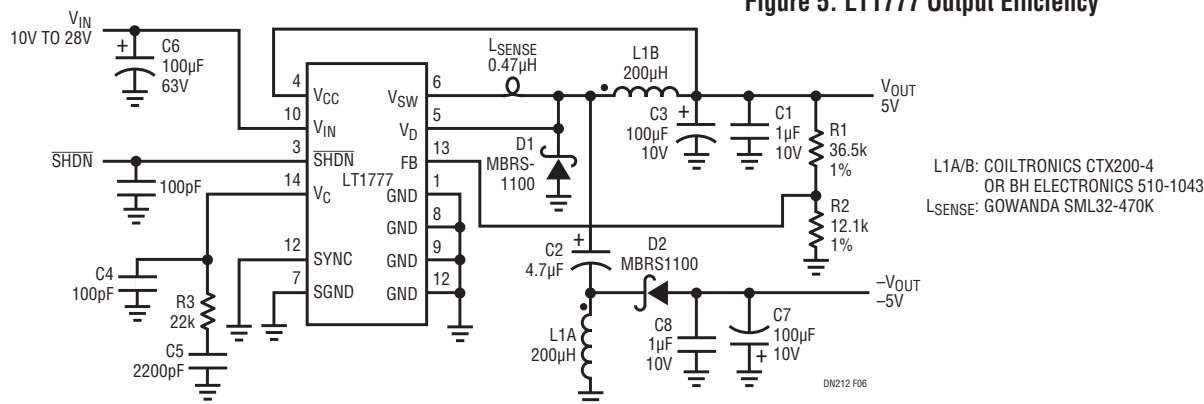 Figure 5. LT1777 Output Efficiency
VIN
10V TO 28V
C6
100µF
63V
+
4
VCC
10
VIN
3
SHDN
14
VC
12
SYNC
7
SGND
LT1777
VSW
6
VD
5
FB
13
GND
1
GND
8
GND
9
GND
12
SHDN
100pF
C4
100pF
R3
22k
C5
2200pF
LSENSE
0.47µH
D1
MBRS-
1100
L1B
200µH
+
C3
100µF
10V
C1
1µF
10V
R1
36.5k
1%
R2
12.1k
1%
VOUT
5V
+
C2
4.7µF
D2
MBRS1100
L1A
200µH
C8
1µF
10V
C7
100µF
+ 10V
–VOUT
–5V
L1A/B: COILTRONICS CTX200-4
OR BH ELECTRONICS 510-1043
LSENSE: GOWANDA SML32-470K
DN212 F06